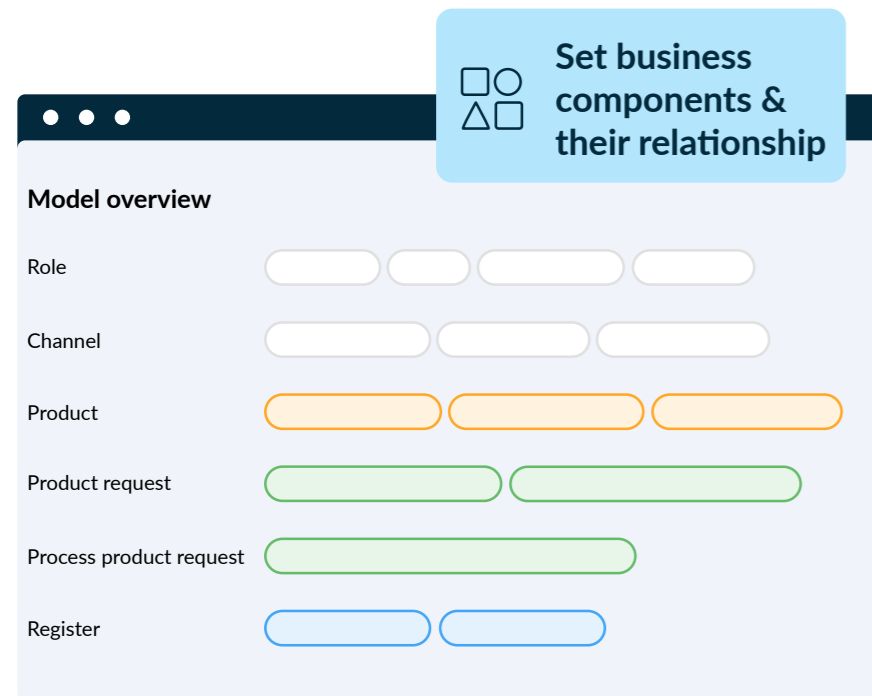 Set business
components &
their relationship
Model overview
Role
Channel
Product
Product request
Process product request
Register